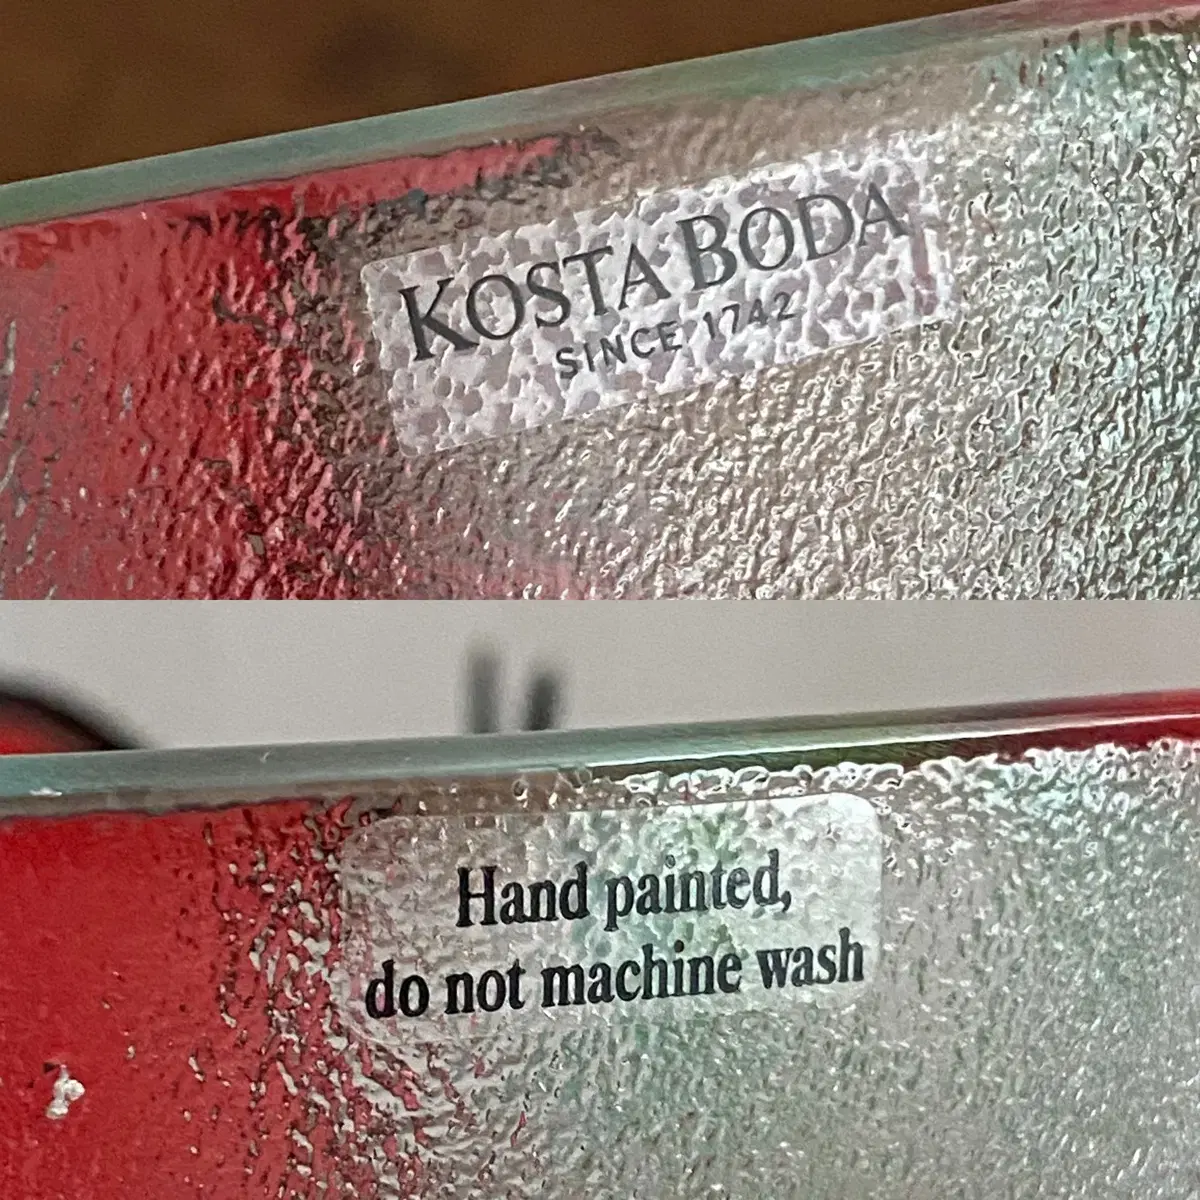 KOSTA BODA
SINCE 1742
Hand painted,
do not machine wash